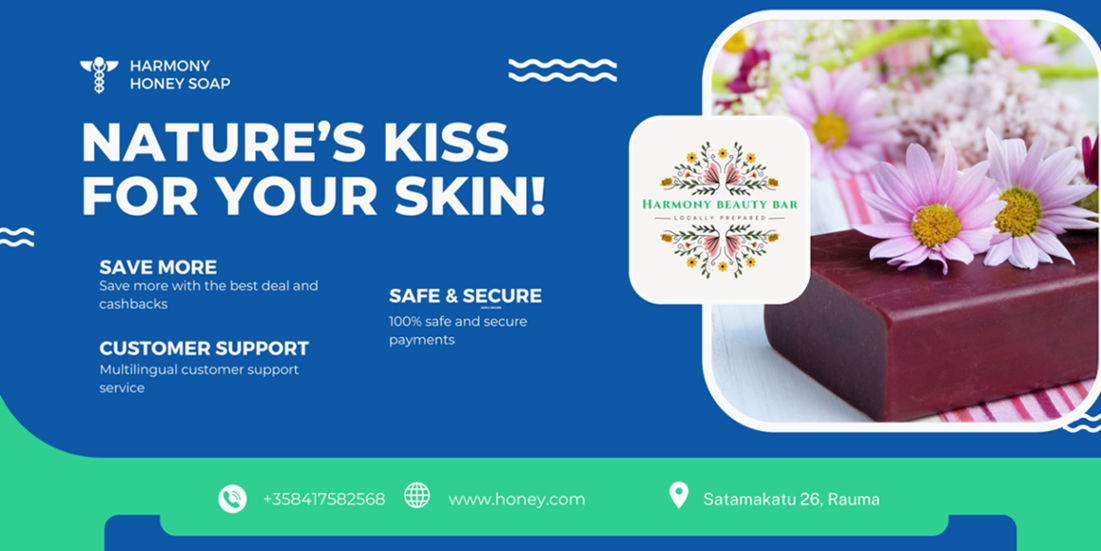 HARMONY
HONEY SOAP
NATURE'S KISS
FOR YOUR SKIN!
HARMONY BEAUTY BAR
LOCALLY PREPARED
SAVE MORE
Save more with the best deal and
cashbacks
SAFE & SECURE
100% safe and secure
payments
CUSTOMER SUPPORT
Multilingual customer support
service
+358417582568
www.honey.com
Satamakatu 26, Rauma